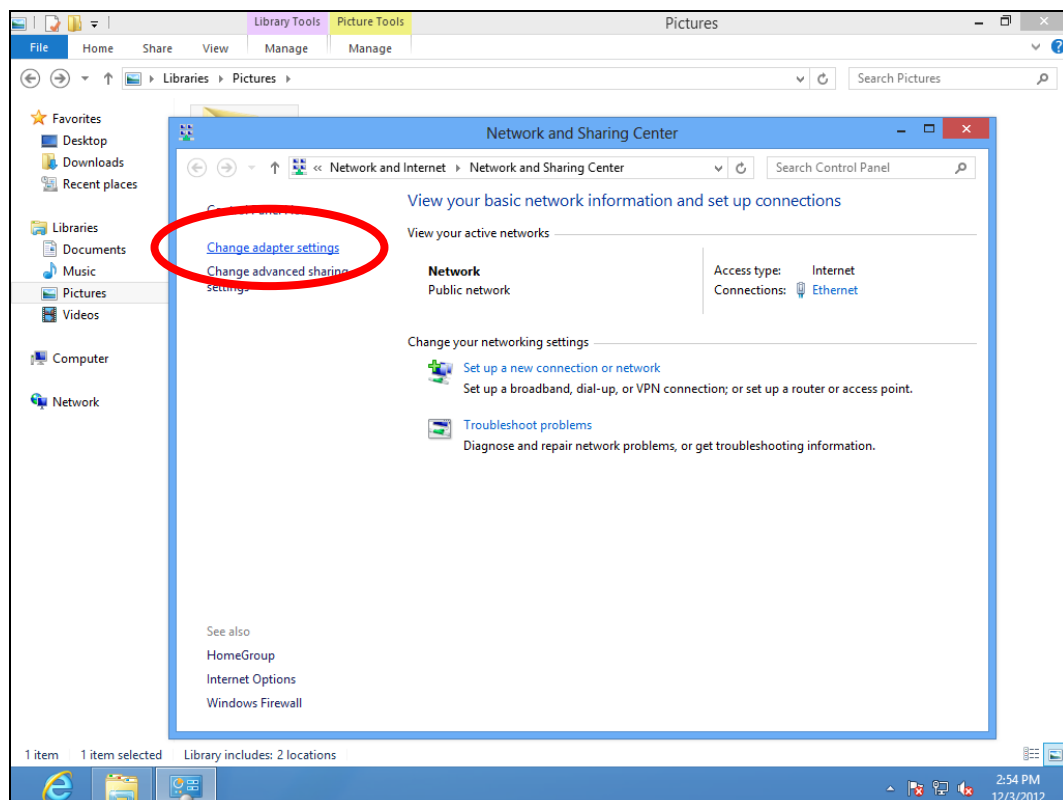 Library Tools Picture Tools Pictures
File Home Share View Manage Manage
Libraries Pictures Search Pictures
Favorites
Desktop
Downloads
Recent places
Libraries
Documents
Music
Pictures
Videos
Computer
Network
Network and Sharing Center
« Network and Internet Network and Sharing Center Search Control Panel
Change adapter settings
Change advanced sharing
settings
View your basic network information and set up connections
View your active networks
Network
Public network
Access type: Internet
Connections: Ethernet
Change your networking settings
Set up a new connection or network
Set up a broadband, dial-up, or VPN connection; or set up a router or access point.
Troubleshoot problems
Diagnose and repair network problems, or get troubleshooting information.
See also
HomeGroup
Internet Options
Windows Firewall
1 item 1 item selected Library includes: 2 locations
2:54 PM
12/3/2012